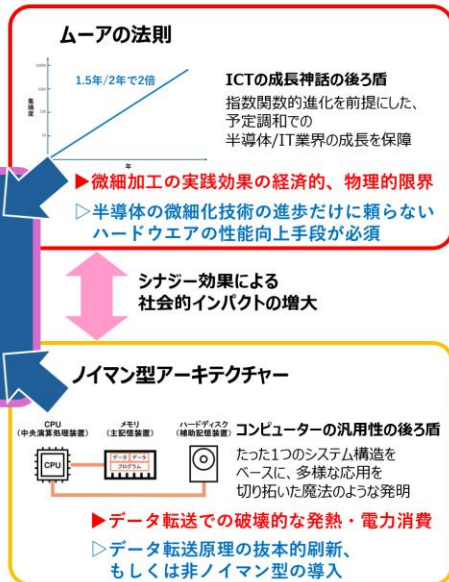 ムーアの法則
1.5年/2年で2倍
集積度
年
ICTの成長神話の後ろ盾
指数関数的進化を前提にした、
予定調和での
半導体/IT業界の成長を保障
▶微細加工の実践効果の経済的、物理的限界
▷半導体の微細化技術の進歩だけに頼らない
ハードウエアの性能向上手段が必須
シナジー効果による
社会的インパクトの増大
ノイマン型アーキテクチャー
CPU
(中央演算処理装置)
メモリ
(主記憶装置)
ハードディスク
(補助記憶装置)
CPU
データ データ
プログラム
コンピューターの汎用性の後ろ盾
たった1つのシステム構造を
ベースに、多様な応用を
切り拓いた魔法のような発明
▶データ転送での破壊的な発熱・電力消費
▷データ転送原理の抜本的刷新、
もしくは非ノイマン型の導入